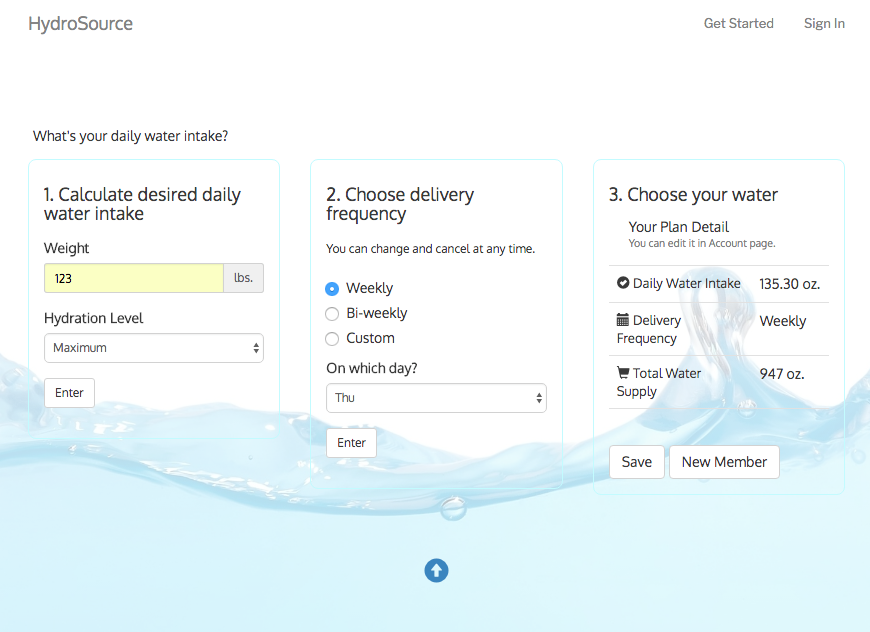 HydroSource
Get Started
Sign In
What's your daily water intake?
1. Calculate desired daily
water intake
Weight
123
lbs.
Hydration Level
Maximum
Enter
2. Choose delivery
frequency
You can change and cancel at any time.
Weekly
Bi-weekly
Custom
On which day?
Thu
Enter
3. Choose your water
Your Plan Detail
You can edit it in Account page.
Daily Water Intake
135.30 oz.
Delivery
Frequency
Weekly
Total Water
Supply
947 oz.
Save
New Member